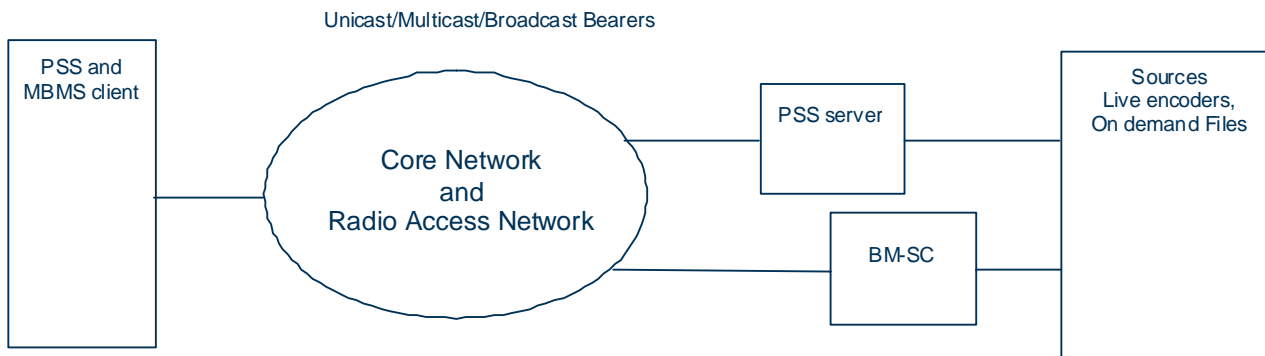 Unicast/Multicast/Broadcast Bearers
PSS and
MBMS client
Core Network
and
Radio Access Network
PSS server
BM-SC
Sources
Live encoders,
On demand Files